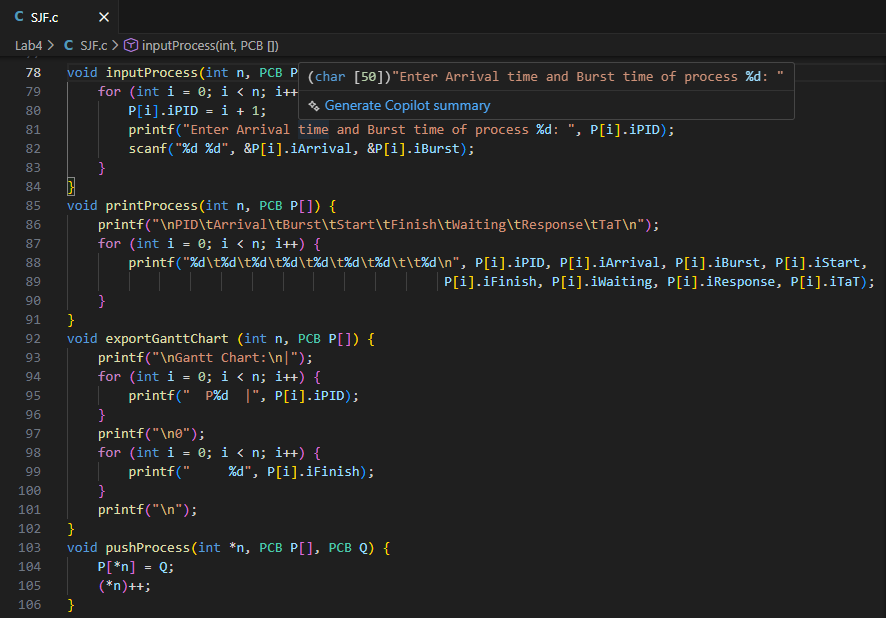 C SJF.c ×
Lab4 > C SJF.c > inputProcess(int, PCB [])
78 void inputProcess(int n, PCB P
(char [50])"Enter Arrival time and Burst time of process %d: "
79 for (int i = 0; i < n; i++
Generate Copilot summary
80 P[i].iPID = i + 1;
81 printf("Enter Arrival time and Burst time of process %d: ", P[i].iPID);
82 scanf("%d %d", &P[i].iArrival, &P[i].iBurst);
83 }
84 }
85 void printProcess(int n, PCB P[]) {
86 printf("\nPID\tArrival\tBurst\tStart\tFinish\tWaiting\tResponse\tTaT\n");
87 for (int i = 0; i < n; i++) {
88 printf("%d\t%d\t%d\t%d\t%d\t%d\t%d\t\t%d\n", P[i].iPID, P[i].iArrival, P[i].iBurst, P[i].iStart,
89 P[i].iFinish, P[i].iWaiting, P[i].iResponse, P[i].iTaT);
90 }
91 }
92 void exportGanttChart (int n, PCB P[]) {
93 printf("\nGantt Chart:\n|");
94 for (int i = 0; i < n; i++) {
95 printf("  P%d  |", P[i].iPID);
96 }
97 printf("\n0");
98 for (int i = 0; i < n; i++) {
99 printf("     %d", P[i].iFinish);
100 }
101 printf("\n");
102 }
103 void pushProcess(int *n, PCB P[], PCB Q) {
104 P[*n] = Q;
105 (*n)++;
106 }